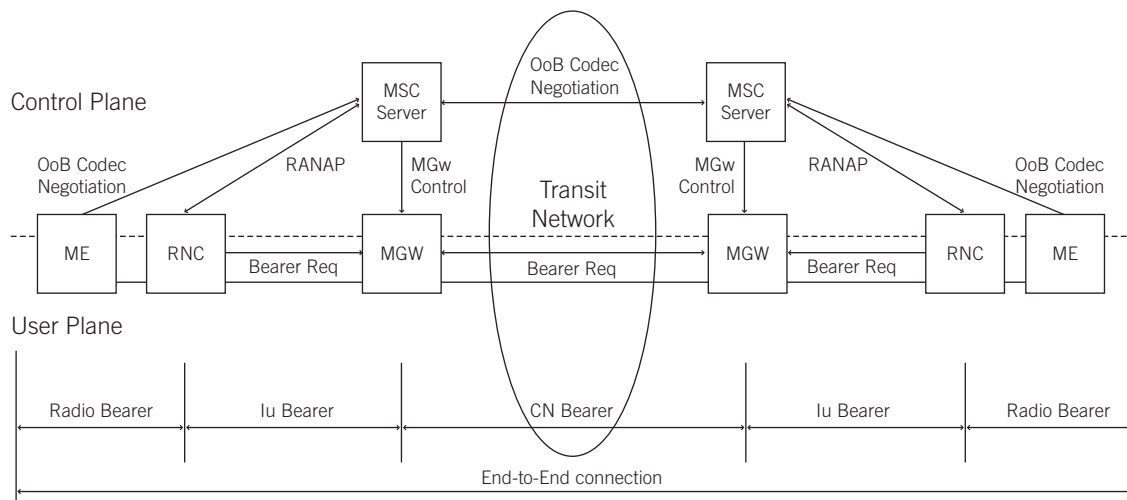 OoB Codec
Negotiation
MSC
Server
MSC
Server
Control Plane
OoB Codec
Negotiation
RANAP
MGw
Control
Transit
Network
MGw
Control
RANAP
OoB Codec
Negotiation
ME
RNC
MGW
MGW
RNC
ME
Bearer Req
Bearer Req
Bearer Req
User Plane
Radio Bearer
Iu Bearer
CN Bearer
Iu Bearer
Radio Bearer
End-to-End connection